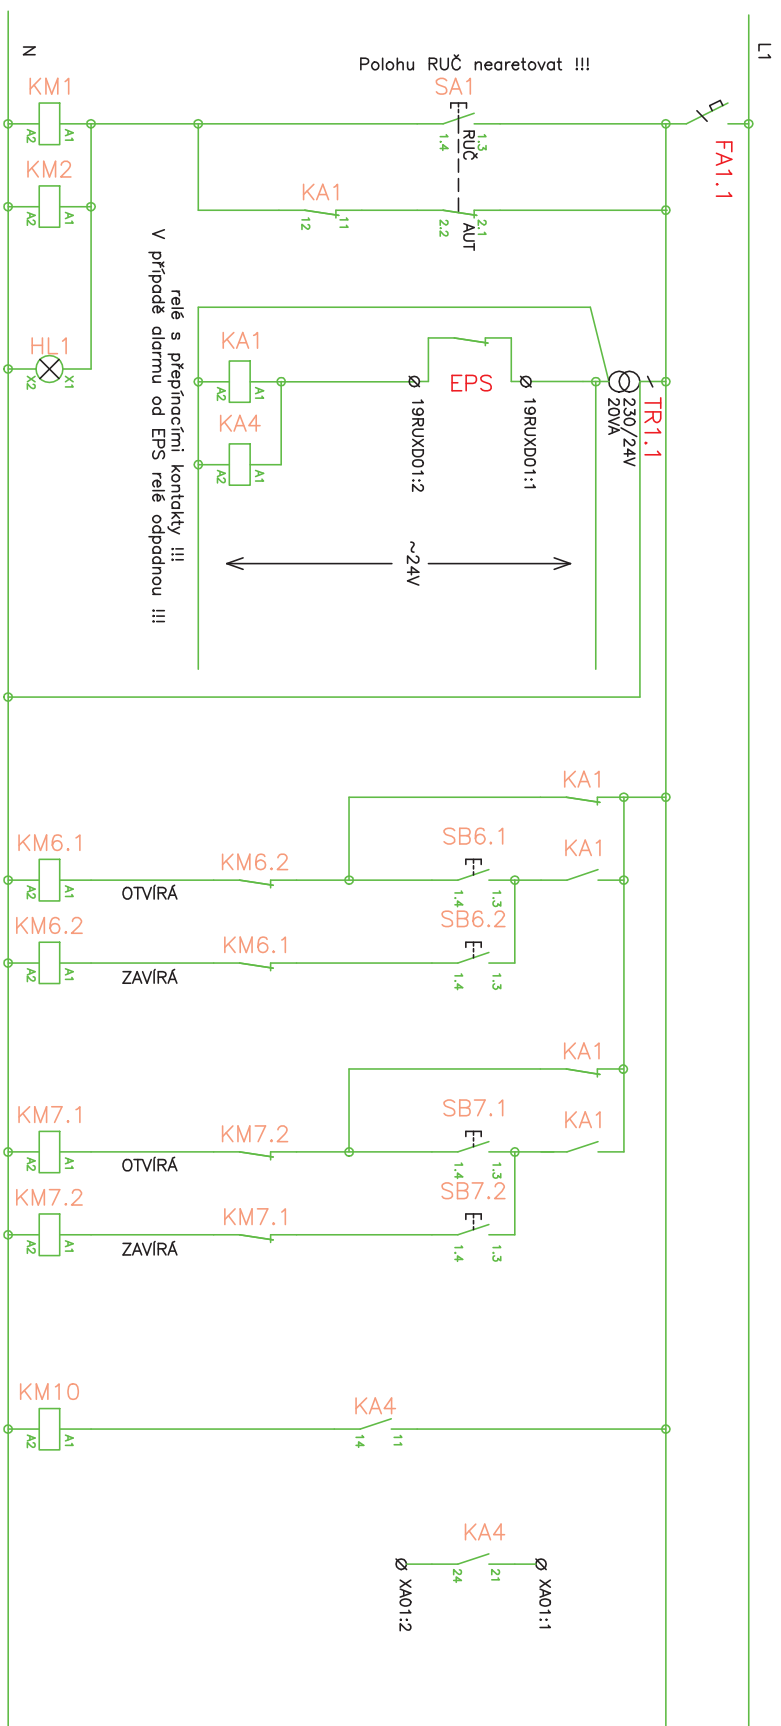 L1
N
Polohu RUČ nearetovat !!!
KM1
A2
A1
SA1
1.4
1.3
RUČ
FA1.1
KM2
A2
A1
KA1
12
11
2.2
2.1
AUT
V případě alarmu od EPS relé odpadnou !!!
relé s přepínacími kontakty !!!
HL1
X2
X1
KA1
A2
A1
EPS
19RUXD01:2
19RUXD01:1
TR1.1
230/24V
20VA
KA4
A2
A1
~24V
KA1
KM6.1
A2
A1
OTVÍRÁ
KM6.2
SB6.1
1.4
1.3
KA1
KM6.2
A2
A1
ZAVÍRÁ
KM6.1
SB6.2
1.4
1.3
KA1
KM7.1
A2
A1
OTVÍRÁ
KM7.2
SB7.1
1.4
1.3
KA1
KM7.2
A2
A1
ZAVÍRÁ
KM7.1
SB7.2
1.4
1.3
KM10
A2
A1
KA4
14
11
KA4
24
21
XA01:2
XA01:1